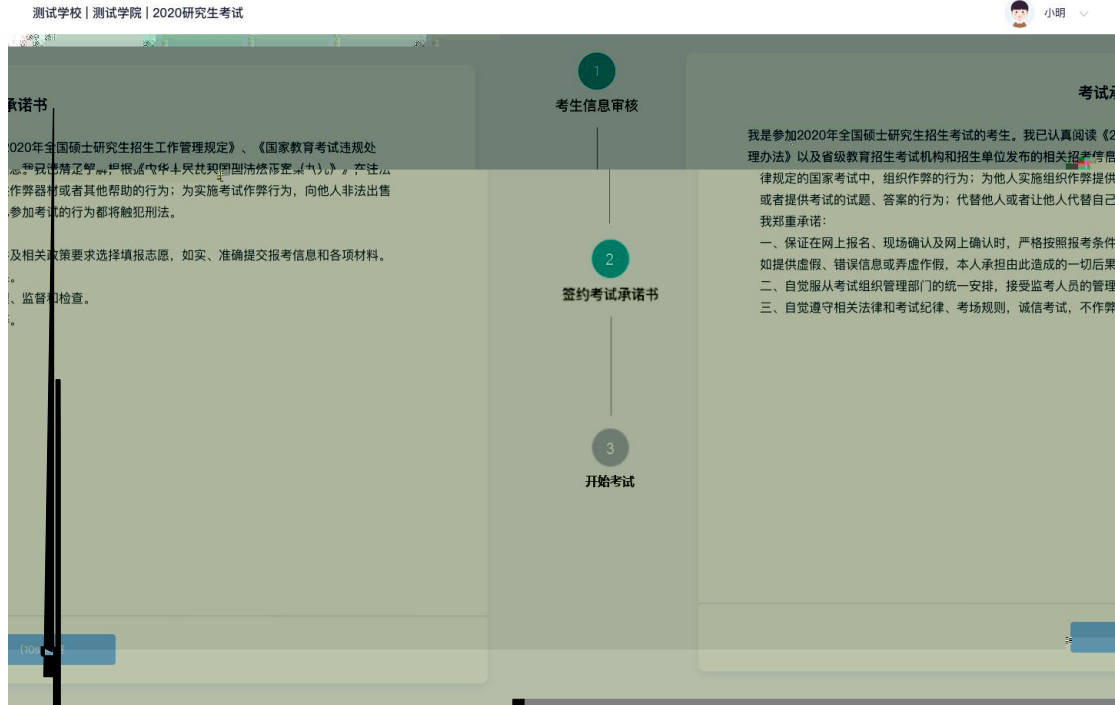 测试学校 | 测试学院 | 2020研究生考试
小明
承诺书
2020年全国硕士研究生招生工作管理规定》、《国家教育考试违规处
作弊器材或者其他帮助的行为；为实施考试作弊行为，向他人非法出售
参加考试的行为都将触犯刑法。
及相关政策要求选择填报志愿，如实、准确提交报考信息和各项材料。
、监督和检查。
(10s
1
考生信息审核
2
签约考试承诺书
3
开始考试
考试承
我是参加2020年全国硕士研究生招生考试的考生。我已认真阅读《2
理办法》以及省级教育招生考试机构和招生单位发布的相关招考信息
律规定的国家考试中，组织作弊的行为；为他人实施组织作弊提供
或者提供考试的试题、答案的行为；代替他人或者让他人代替自己
我郑重承诺：
一、保证在网上报名、现场确认及网上确认时，严格按照报考条件
如提供虚假、错误信息或弄虚作假，本人承担由此造成的一切后果
二、自觉服从考试组织管理部门的统一安排，接受监考人员的管理
三、自觉遵守相关法律和考试纪律、考场规则，诚信考试，不作弊